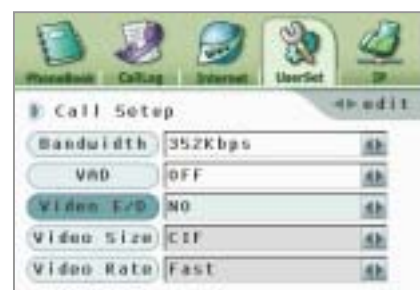 PhoneBook CallLog Internet UserSet IP
Call Setup
edit
Bandwidth 352Kbps
VAD OFF
Video E/D NO
Video Size CIF
Video Rate Fast